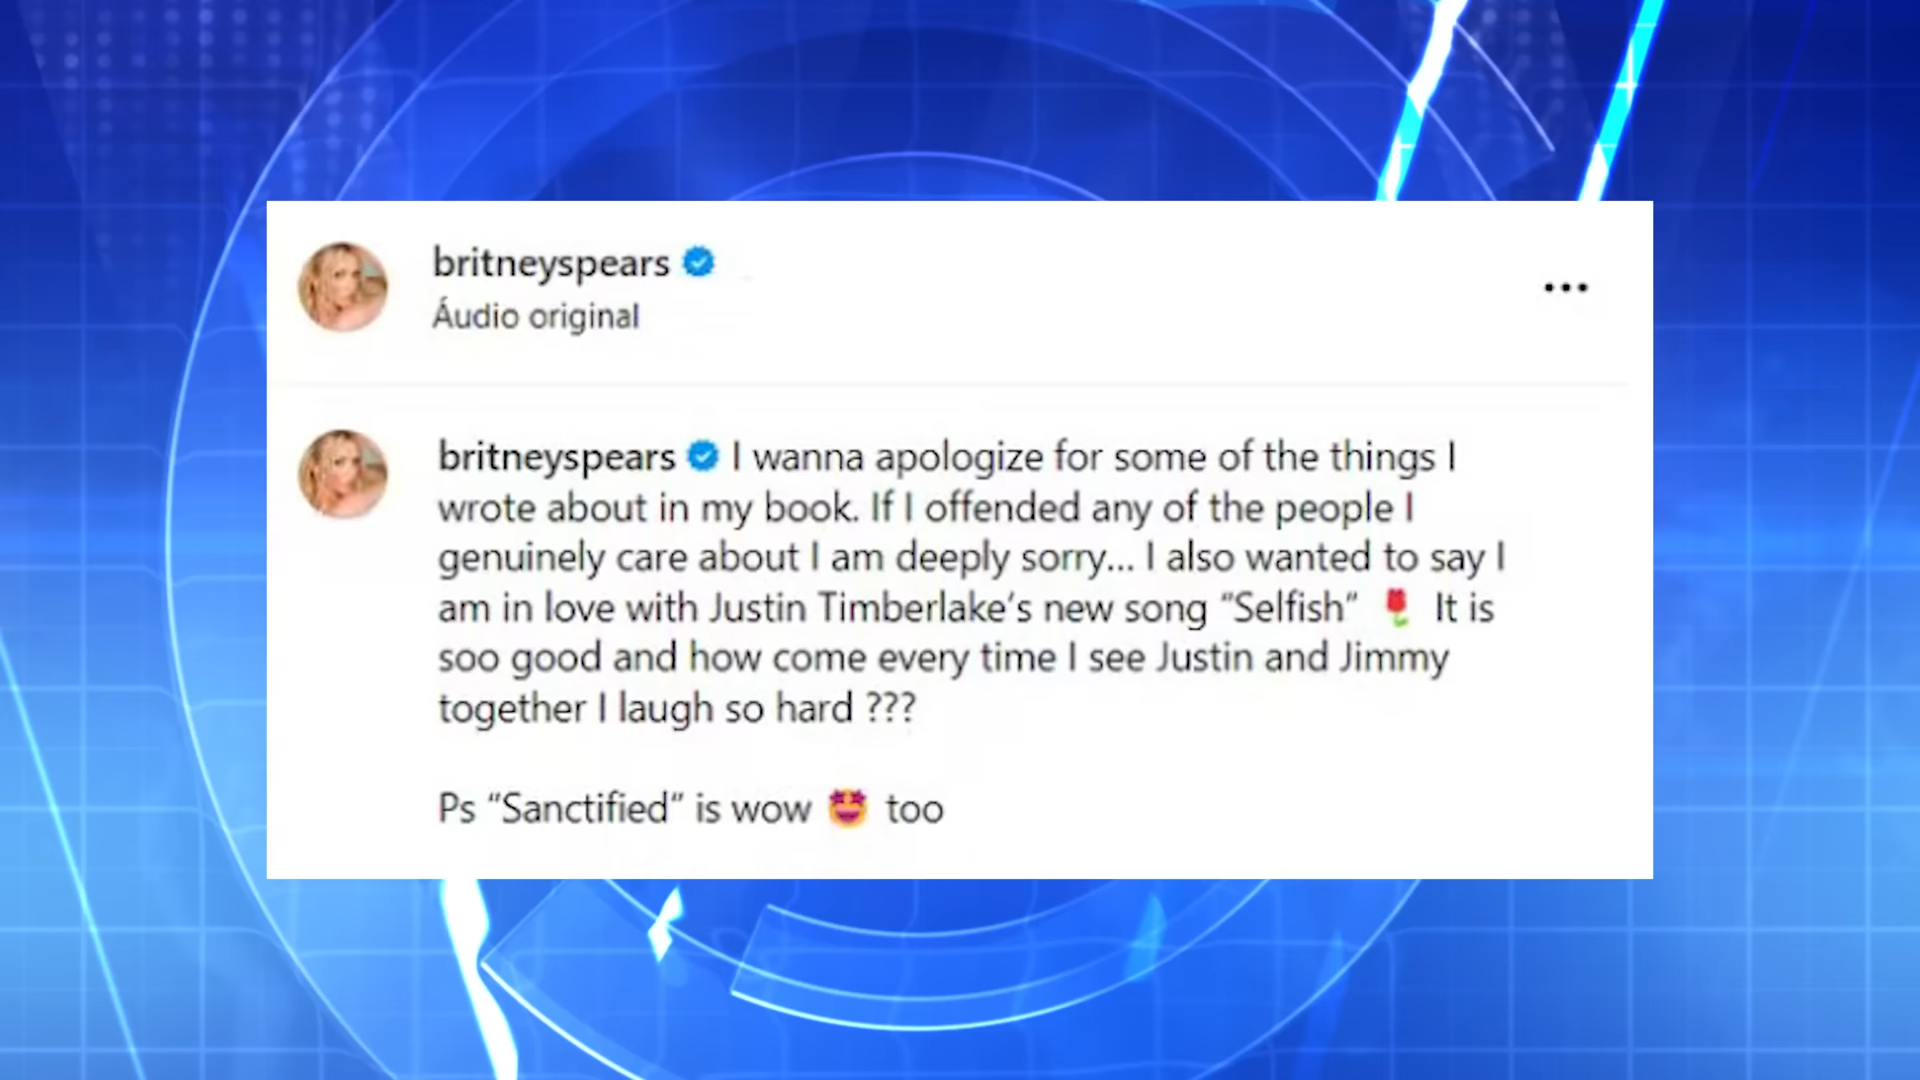 britneyspears
Áudio original
britneyspears I wanna apologize for some of the things I
wrote about in my book. If I offended any of the people I
genuinely care about I am deeply sorry... I also wanted to say I
am in love with Justin Timberlake's new song “Selfish” 🌷 It is
soo good and how come every time I see Justin and Jimmy
together I laugh so hard ???
Ps “Sanctified” is wow 🤩 too